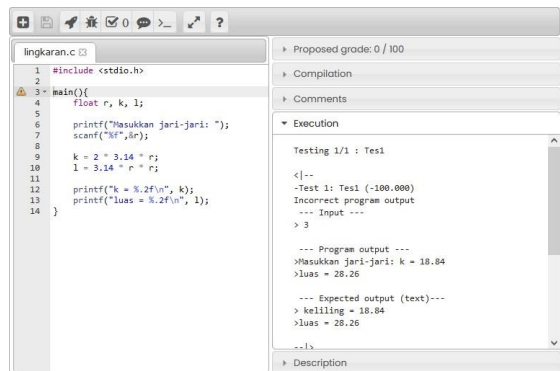 0
>_
?
lingkaran.c
1 #include <stdio.h>
2
3 main(){
4 float r, k, l;
5
6 printf("Masukkan jari-jari: ");
7 scanf("%f",&r);
8
9 k = 2 * 3.14 * r;
10 l = 3.14 * r * r;
11
12 printf("k = %.2f\n", k);
13 printf("luas = %.2f\n", l);
14 }
Proposed grade: 0 / 100
Compilation
Comments
Execution
Testing 1/1 : Tes1
<|--
-Test 1: Tes1 (-100.000)
Incorrect program output
--- Input ---
> 3
--- Program output ---
>Masukkan jari-jari: k = 18.84
>luas = 28.26
--- Expected output (text)---
> keliling = 18.84
>luas = 28.26
--|>
Description